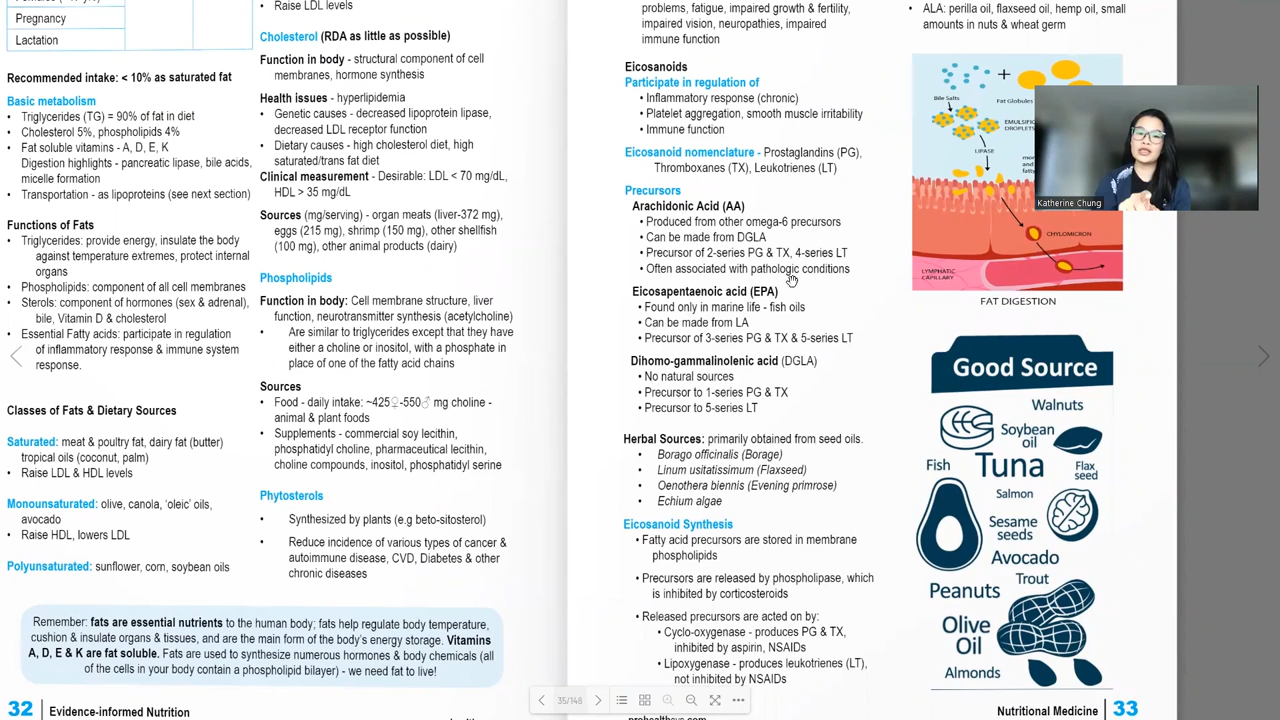 Pregnancy
Lactation
Recommended intake: < 10% as saturated fat
Basic metabolism
• Triglycerides (TG) = 90% of fat in diet
• Cholesterol 5%, phospholipids 4%
• Fat soluble vitamins - A, D, E, K
Digestion highlights - pancreatic lipase, bile acids,
micelle formation
• Transportation - as lipoproteins (see next section)
Functions of Fats
• Triglycerides: provide energy, insulate the body
against temperature extremes, protect internal
organs
• Phospholipids: component of all cell membranes
• Sterols: component of hormones (sex & adrenal),
bile, Vitamin D & cholesterol
• Essential Fatty acids: participate in regulation
of inflammatory response & immune system
response.
Classes of Fats & Dietary Sources
Saturated: meat & poultry fat, dairy fat (butter)
tropical oils (coconut, palm)
• Raise LDL & HDL levels
Monounsaturated: olive, canola, ‘oleic’ oils,
avocado
• Raise HDL, lowers LDL
Polyunsaturated: sunflower, corn, soybean oils
• Raise LDL levels
Cholesterol (RDA as little as possible)
Function in body - structural component of cell
membranes, hormone synthesis
Health issues - hyperlipidemia
• Genetic causes - decreased lipoprotein lipase,
decreased LDL receptor function
• Dietary causes - high cholesterol diet, high
saturated/trans fat diet
Clinical measurement - Desirable: LDL < 70 mg/dL,
HDL > 35 mg/dL
Sources (mg/serving) - organ meats (liver-372 mg),
eggs (215 mg), shrimp (150 mg), other shellfish
(100 mg), other animal products (dairy)
Phospholipids
Function in body: Cell membrane structure, liver
function, neurotransmitter synthesis (acetylcholine)
• Are similar to triglycerides except that they have
either a choline or inositol, with a phosphate in
place of one of the fatty acid chains
Sources
• Food - daily intake: ~425♀-550♂ mg choline -
animal & plant foods
• Supplements - commercial soy lecithin,
phosphatidyl choline, pharmaceutical lecithin,
choline compounds, inositol, phosphatidyl serine
Phytosterols
• Synthesized by plants (e.g beto-sitosterol)
• Reduce incidence of various types of cancer &
autoimmune disease, CVD, Diabetes & other
chronic diseases
Remember: fats are essential nutrients to the human body; fats help regulate body temperature,
cushion & insulate organs & tissues, and are the main form of the body's energy storage. Vitamins
A, D, E & K are fat soluble. Fats are used to synthesize numerous hormones & body chemicals (all
of the cells in your body contain a phospholipid bilayer) - we need fat to live!
32 Evidence-informed Nutrition
problems, fatigue, impaired growth & fertility,
impaired vision, neuropathies, impaired
immune function
Eicosanoids
Participate in regulation of
• Inflammatory response (chronic)
• Platelet aggregation, smooth muscle irritability
• Immune function
Eicosanoid nomenclature - Prostaglandins (PG),
Thromboxanes (TX), Leukotrienes (LT)
Precursors
Arachidonic Acid (AA)
• Produced from other omega-6 precursors
• Can be made from DGLA
• Precursor of 2-series PG & TX, 4-series LT
• Often associated with pathologic conditions
Eicosapentaenoic acid (EPA)
• Found only in marine life - fish oils
• Can be made from LA
• Precursor of 3-series PG & TX & 5-series LT
Dihomo-gammalinolenic acid (DGLA)
• No natural sources
• Precursor to 1-series PG & TX
• Precursor to 5-series LT
Herbal Sources: primarily obtained from seed oils.
• Borago officinalis (Borage)
• Linum usitatissimum (Flaxseed)
• Oenothera biennis (Evening primrose)
• Echium algae
Eicosanoid Synthesis
• Fatty acid precursors are stored in membrane
phospholipids
• Precursors are released by phospholipase, which
is inhibited by corticosteroids
• Released precursors are acted on by:
• Cyclo-oxygenase - produces PG & TX,
inhibited by aspirin, NSAIDs
• Lipoxygenase - produces leukotrienes (LT),
not inhibited by NSAIDs
35/148
• ALA: perilla oil, flaxseed oil, hemp oil, small
amounts in nuts & wheat germ
+
Bile Salts
Fat Globules
LIPASE
CHYLOMICRON
LYMPHATIC
CAPILLARY
FAT DIGESTION
Katherine Chung
Good Source
Walnuts
Soybean
oil
Fish
Tuna
Flax
seed
Salmon
Sesame
seeds
Avocado
Trout
Peanuts
Olive
Oil
Almonds
Nutritional Medicine 33